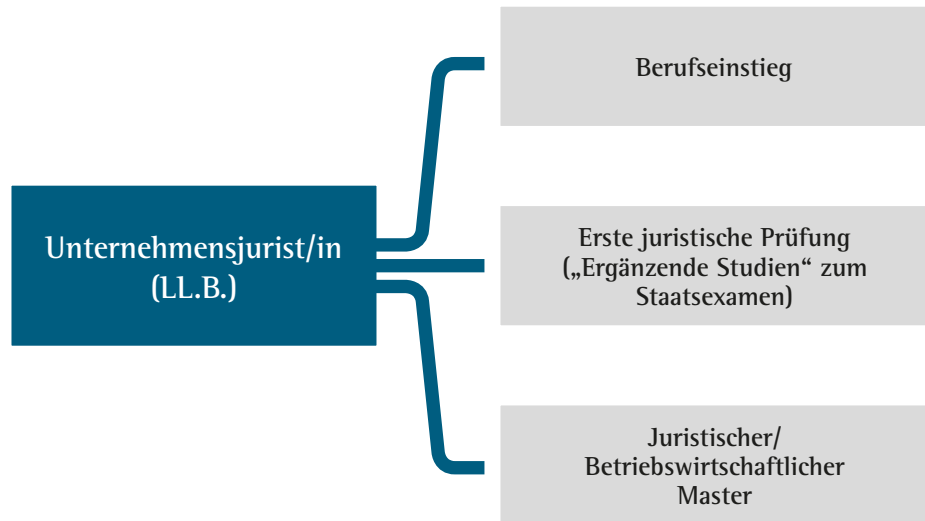 Unternehmensjurist/in
(LL.B.)
Berufseinstieg
Erste juristische Prüfung
(„Ergänzende Studien“ zum
Staatsexamen)
Juristischer/
Betriebswirtschaftlicher
Master